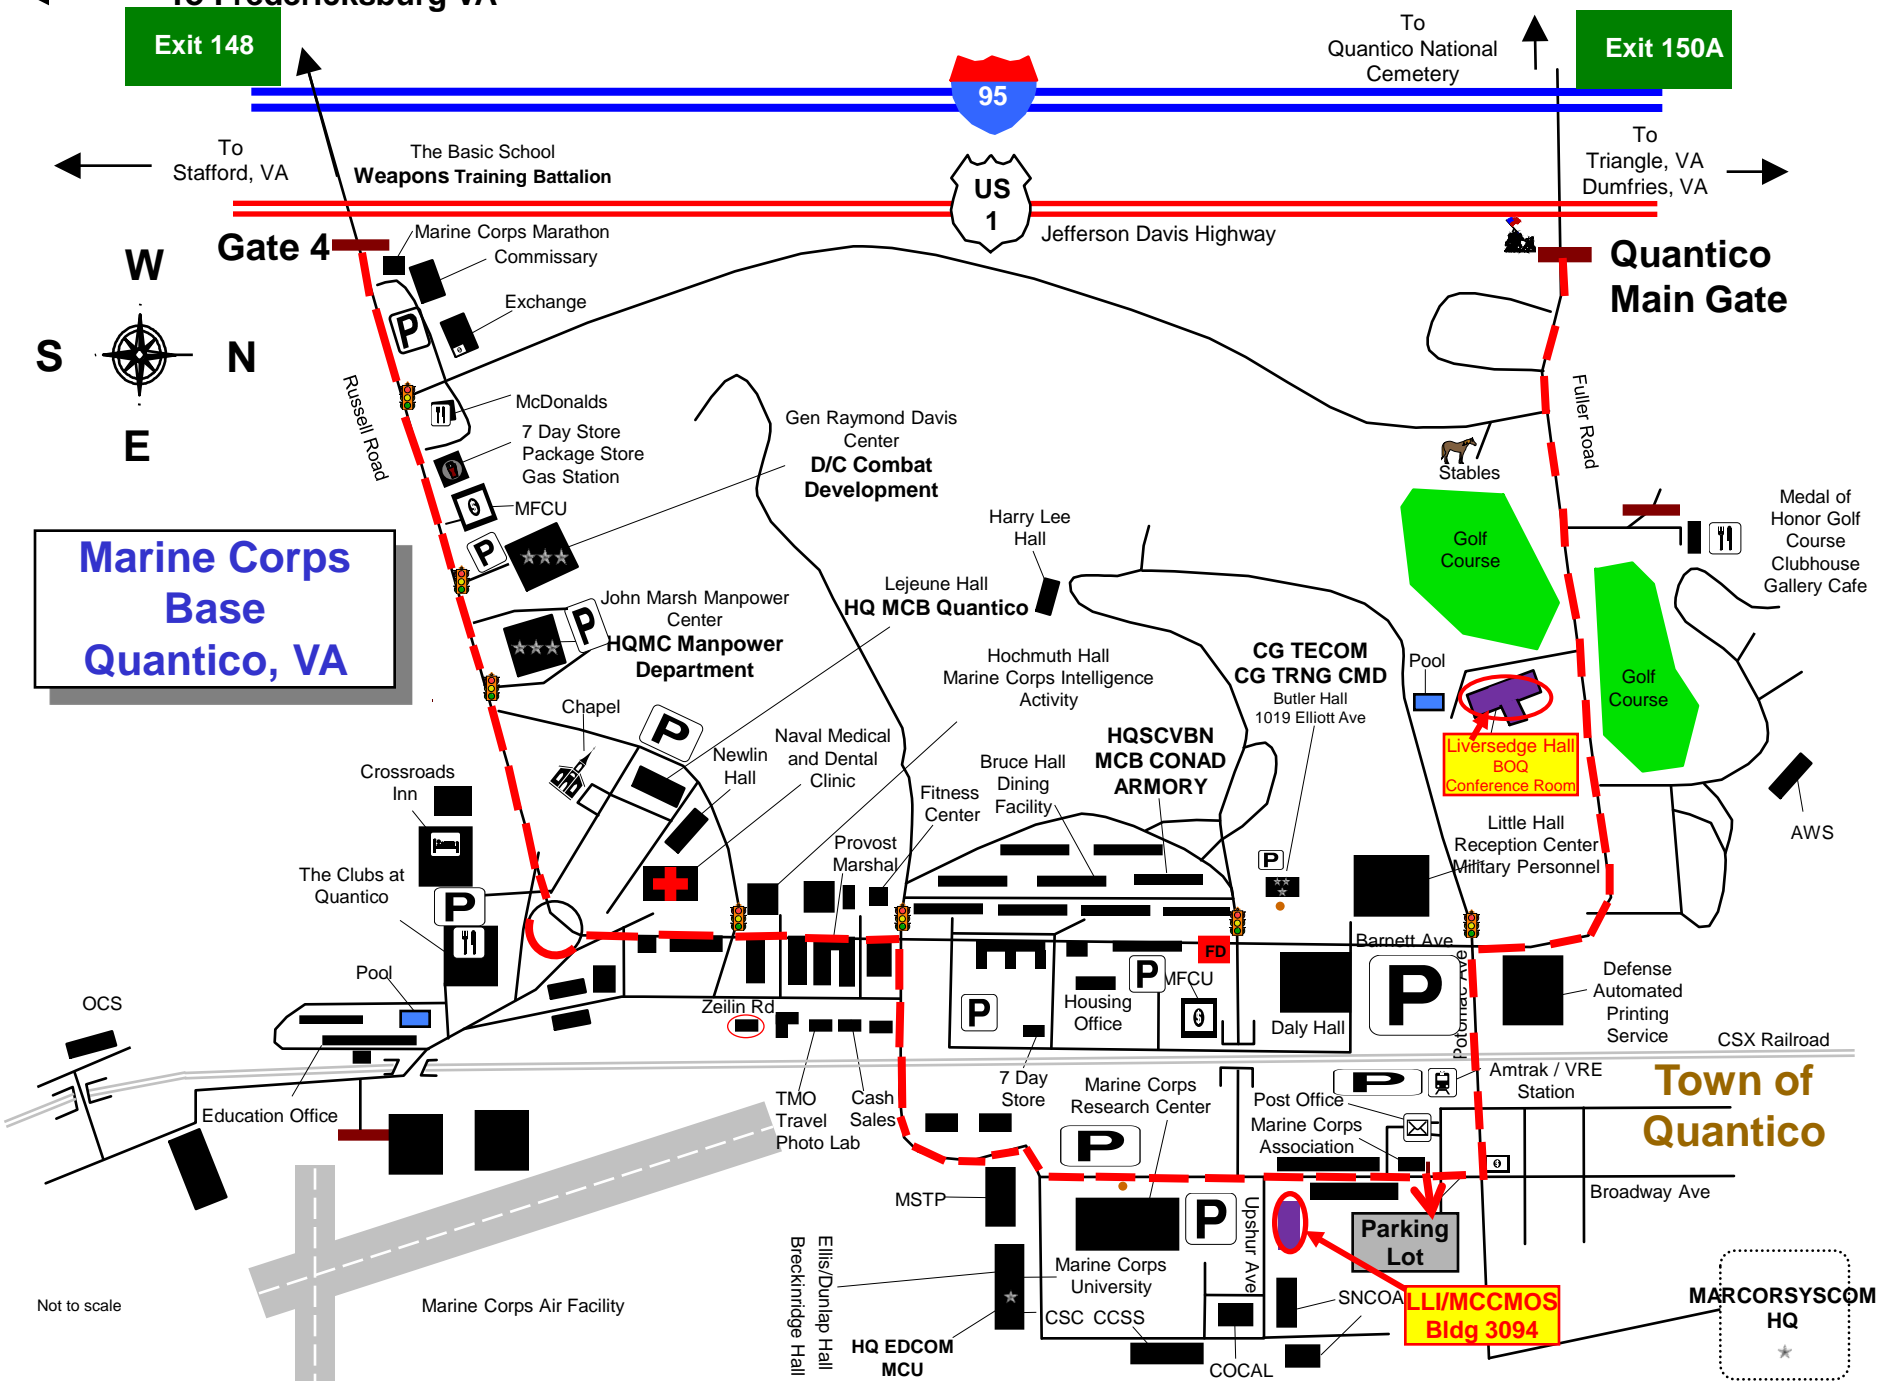 To Fredericksburg VA
Exit 148
To
Quantico National
Cemetery
Exit 150A
95
To
Stafford, VA
The Basic School
Weapons Training Battalion
US
1
To
Triangle, VA
Dumfries, VA
Jefferson Davis Highway
Gate 4
Marine Corps Marathon
Commissary
Quantico
Main Gate
W
S
N
E
Exchange
P
Russell Road
Fuller Road
McDonalds
7 Day Store
Package Store
Gas Station
MFCU
Gen Raymond Davis
Center
D/C Combat
Development
Stables
Golf
Course
Medal of
Honor Golf
Course
Clubhouse
Gallery Cafe
Harry Lee
Hall
Marine Corps
Base
Quantico, VA
P
John Marsh Manpower
Center
HQMC Manpower
Department
P
Lejeune Hall
HQ MCB Quantico
Hochmuth Hall
Marine Corps Intelligence
Activity
CG TECOM
CG TRNG CMD
Butler Hall
1019 Elliott Ave
Pool
Golf
Course
Chapel
P
Newlin
Hall
Naval Medical
and Dental
Clinic
HQSCVBN
MCB CONAD
ARMORY
Bruce Hall
Dining
Facility
Fitness
Center
Liversedge Hall
BOQ
Conference Room
Crossroads
Inn
Provost
Marshal
Little Hall
Reception Center
Military Personnel
AWS
P
The Clubs at
Quantico
P
FD
Barnett Ave
Potomac Ave
P
Pool
OCS
Zeilin Rd
P
P
MFCU
Housing
Office
Daly Hall
Defense
Automated
Printing
Service
CSX Railroad
Education Office
TMO
Travel
Photo Lab
Cash
Sales
7 Day
Store
Marine Corps
Research Center
P
P
Amtrak / VRE
Station
Post Office
Marine Corps
Association
Town of
Quantico
MSTP
P
Upshur Ave
Broadway Ave
Parking
Lot
Ellis/Dunlap Hall
Breckinridge Hall
Marine Corps
University
CSC
CCSS
SNCOA
LLI/MCCMOS
Bldg 3094
MARCORSYSCOM
HQ
Not to scale
Marine Corps Air Facility
HQ EDCOM
MCU
COCAL